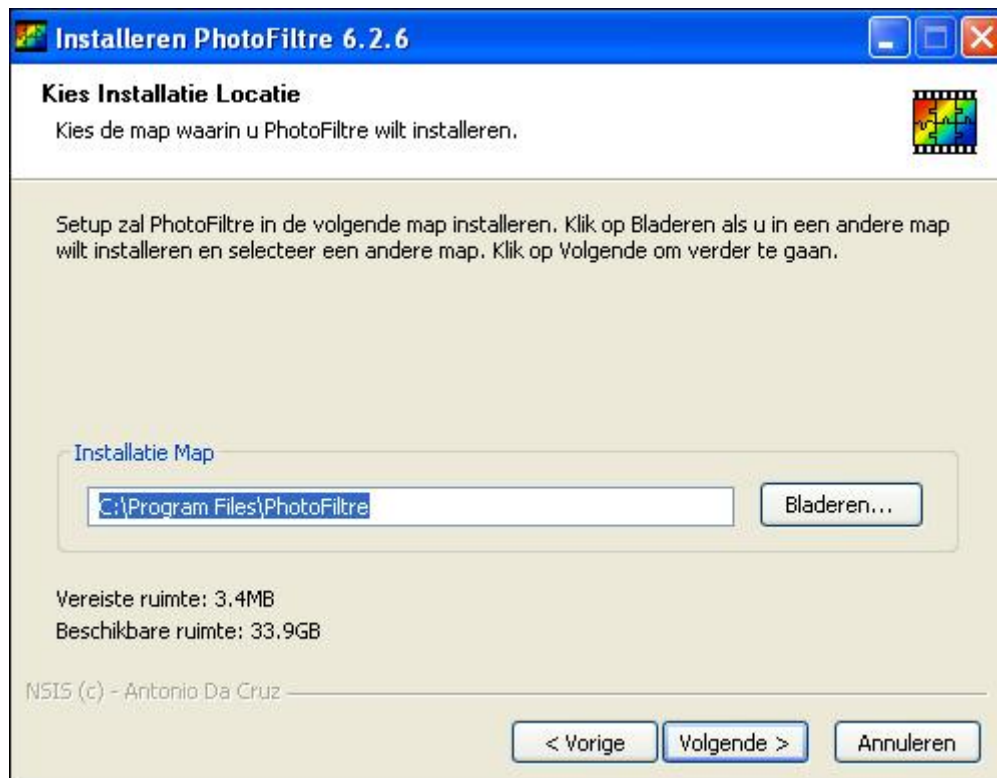 Installeren PhotoFiltre 6.2.6
Kies Installatie Locatie
Kies de map waarin u PhotoFiltre wilt installeren.
Setup zal PhotoFiltre in de volgende map installeren. Klik op Bladeren als u in een andere map
wilt installeren en selecteer een andere map. Klik op Volgende om verder te gaan.
Installatie Map
C:\Program Files\PhotoFiltre
Bladeren...
Vereiste ruimte: 3.4MB
Beschikbare ruimte: 33.9GB
NSIS (c) - Antonio Da Cruz
< Vorige
Volgende >
Annuleren